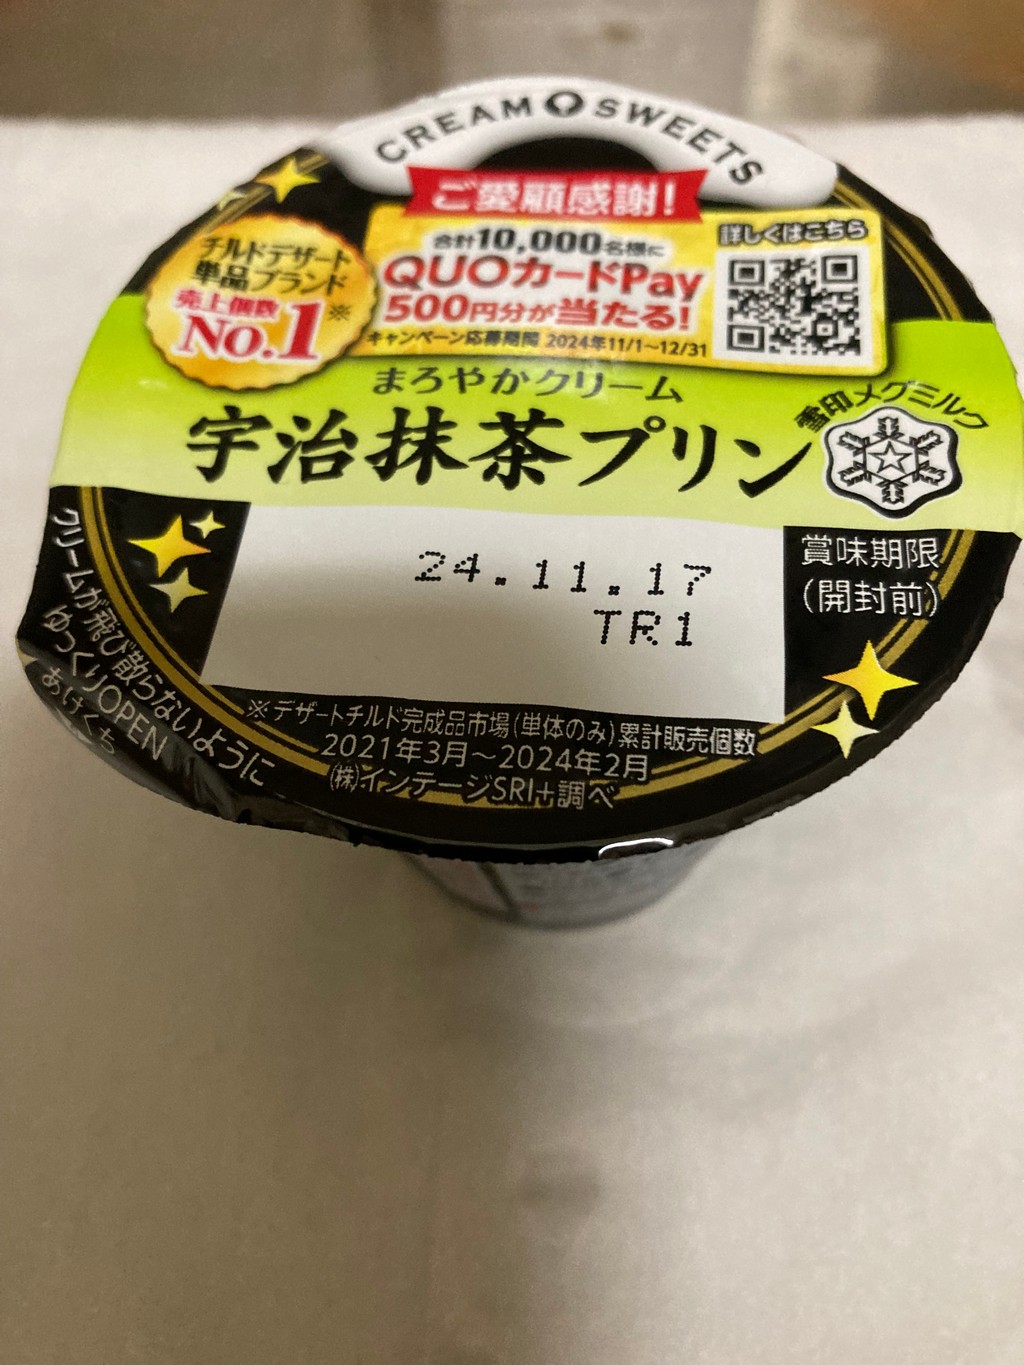 CREAM SWEETS
ご愛顧感謝!
合計10,000名様に
QUOカードPay
500円分が当たる!
キャンペーン応募期間 2024年11/1~12/31
詳しくはこちら
チルドデザート
単品ブランド
売上個数
No.1※
まろやかクリーム
宇治抹茶プリン
雪印メグミルク
24.11.17
TR1
賞味期限
(開封前)
クリームが飛び散らないように
ゆっくりOPEN
あけくち
※デザートチルド完成品市場(単体のみ)累計販売個数
2021年3月~2024年2月
(株)インテージSRI+調べ